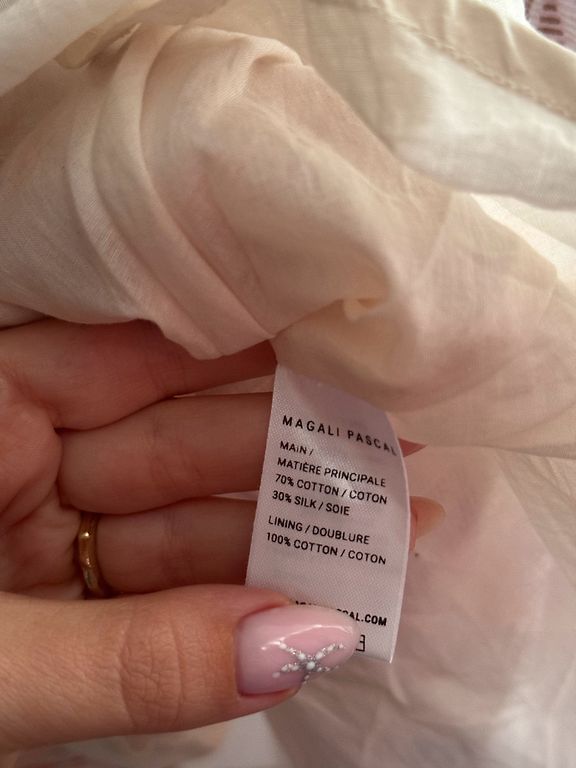 MAGALI PASCAL
MAIN /
MATIÈRE PRINCIPALE
70% COTTON / COTON
30% SILK / SOIE
LINING / DOUBLURE
100% COTTON / COTON